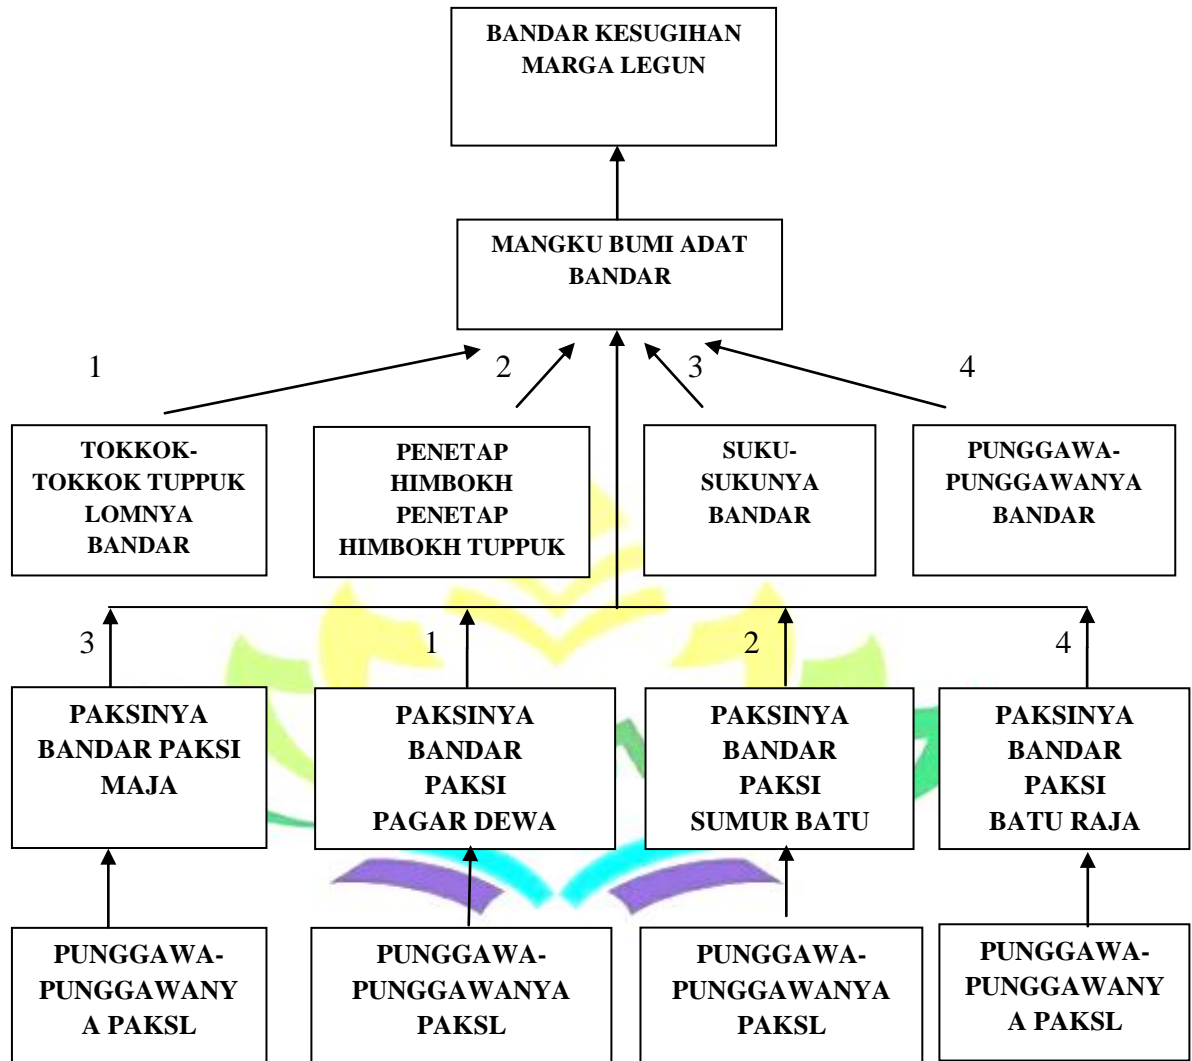 BANDAR KESUGIHAN
MARGA LEGUN
MANGKU BUMI ADAT
BANDAR
1
2
3
4
TOKKOK-
TOKKOK TUPPUK
LOMNYA
BANDAR
PENETAP
HIMBOKH
PENETAP
HIMBOKH TUPPUK
SUKU-
SUKUNYA
BANDAR
PUNGGAWA-
PUNGGAWANYA
BANDAR
3
1
2
4
PAKSINYA
BANDAR PAKSI
MAJA
PAKSINYA
BANDAR
PAKSI
PAGAR DEWA
PAKSINYA
BANDAR
PAKSI
SUMUR BATU
PAKSINYA
BANDAR
PAKSI
BATU RAJA
PUNGGAWA-
PUNGGAWANY
A PAKSL
PUNGGAWA-
PUNGGAWANYA
PAKSL
PUNGGAWA-
PUNGGAWANYA
PAKSL
PUNGGAWA-
PUNGGAWANY
A PAKSL